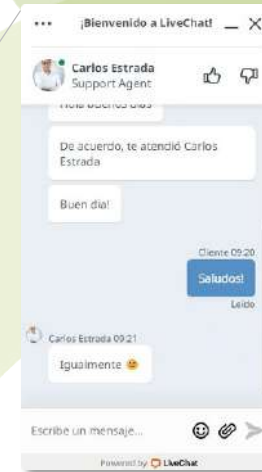 ¡Bienvenido a LiveChat!
Carlos Estrada
Support Agent
Hola buenos días
De acuerdo, te atendió Carlos
Estrada
Buen dia!
Cliente 09:20
Saludos!
Leído
Carlos Estrada 09:21
Igualmente
Escribe un mensaje...
Powered by LiveChat